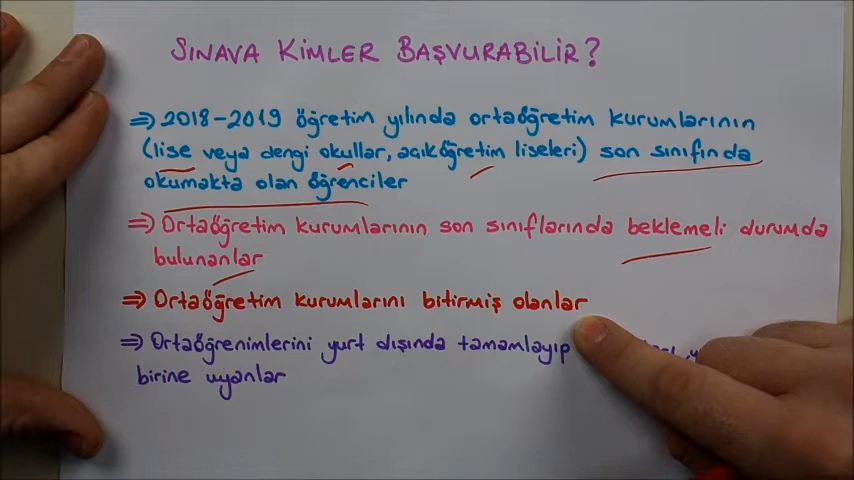 SINAVA KİMLER BAŞVURABİLİR?
⇒ 2018-2019 öğretim yılında ortaöğretim kurumlarının
(lise veya dengi okullar, açıköğretim liseleri) son sınıfında
okumakta olan öğrenciler
⇒ Ortaöğretim kurumlarının son sınıflarında beklemeli durumda
bulunanlar
⇒ Ortaöğretim kurumlarını bitirmiş olanlar
⇒ Ortaöğrenimlerini yurt dışında tamamlayıp
birine uyanlar